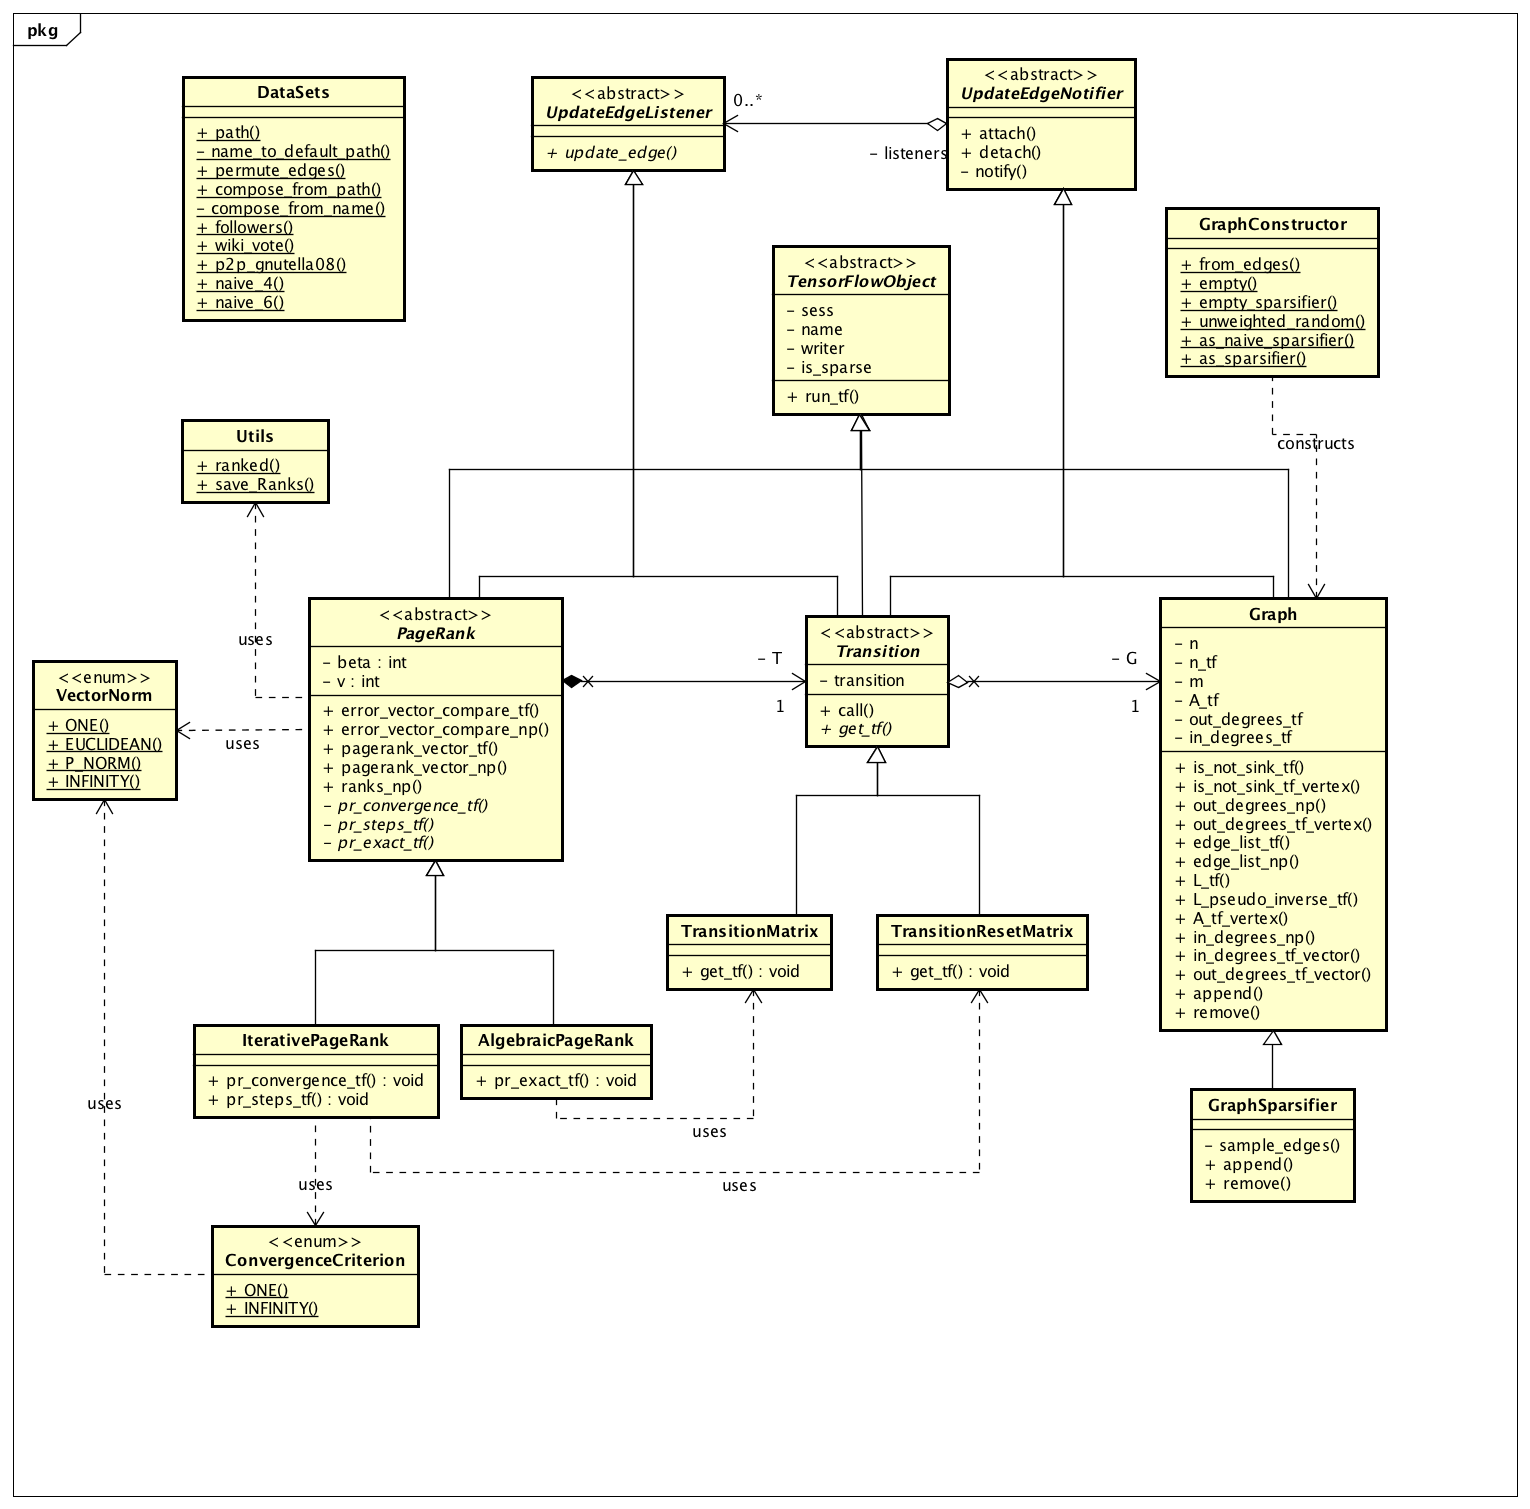 pkg
DataSets
+ path()
- name_to_default_path()
+ permute_edges()
+ compose_from_path()
- compose_from_name()
+ followers()
+ wiki_vote()
+ p2p_gnutella08()
+ naive_4()
+ naive_6()
<<abstract>>
UpdateEdgeListener
+ update_edge()
0..*
- listeners
<<abstract>>
UpdateEdgeNotifier
+ attach()
+ detach()
- notify()
<<abstract>>
TensorFlowObject
- sess
- name
- writer
- is_sparse
+ run_tf()
GraphConstructor
+ from_edges()
+ empty()
+ empty_sparsifier()
+ unweighted_random()
+ as_naive_sparsifier()
+ as_sparsifier()
constructs
Utils
+ ranked()
+ save_Ranks()
uses
<<enum>>
VectorNorm
+ ONE()
+ EUCLIDEAN()
+ P_NORM()
+ INFINITY()
uses
<<abstract>>
PageRank
- beta : int
- v : int
+ error_vector_compare_tf()
+ error_vector_compare_np()
+ pagerank_vector_tf()
+ pagerank_vector_np()
+ ranks_np()
- pr_convergence_tf()
- pr_steps_tf()
- pr_exact_tf()
- T
1
<<abstract>>
Transition
- transition
+ call()
+ get_tf()
- G
1
Graph
- n
- n_tf
- m
- A_tf
- out_degrees_tf
- in_degrees_tf
+ is_not_sink_tf()
+ is_not_sink_tf_vertex()
+ out_degrees_np()
+ out_degrees_tf_vertex()
+ edge_list_tf()
+ edge_list_np()
+ L_tf()
+ L_pseudo_inverse_tf()
+ A_tf_vertex()
+ in_degrees_np()
+ in_degrees_tf_vector()
+ out_degrees_tf_vector()
+ append()
+ remove()
TransitionMatrix
+ get_tf() : void
TransitionResetMatrix
+ get_tf() : void
IterativePageRank
+ pr_convergence_tf() : void
+ pr_steps_tf() : void
AlgebraicPageRank
+ pr_exact_tf() : void
uses
uses
uses
uses
GraphSparsifier
- sample_edges()
+ append()
+ remove()
<<enum>>
ConvergenceCriterion
+ ONE()
+ INFINITY()